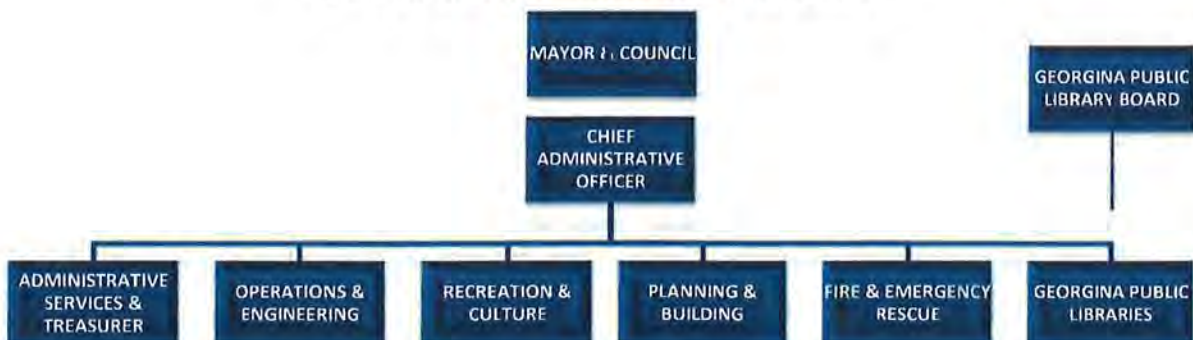 MAYOR & COUNCIL
GEORGINA PUBLIC
LIBRARY BOARD
CHIEF
ADMINISTRATIVE
OFFICER
ADMINISTRATIVE
SERVICES &
TREASURER
OPERATIONS &
ENGINEERING
RECREATION &
CULTURE
PLANNING &
BUILDING
FIRE & EMERGENCY
RESCUE
GEORGINA PUBLIC
LIBRARIES